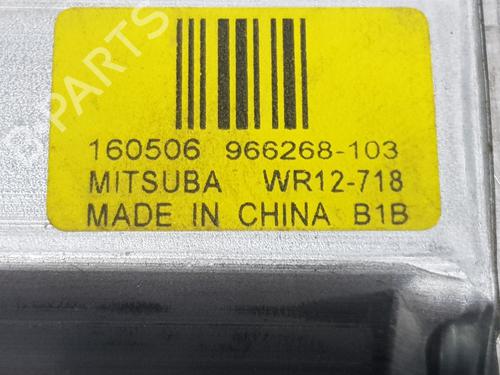 160506 966268-103
MITSUBA WR12-718
MADE IN CHINA B1B
B-PARTS